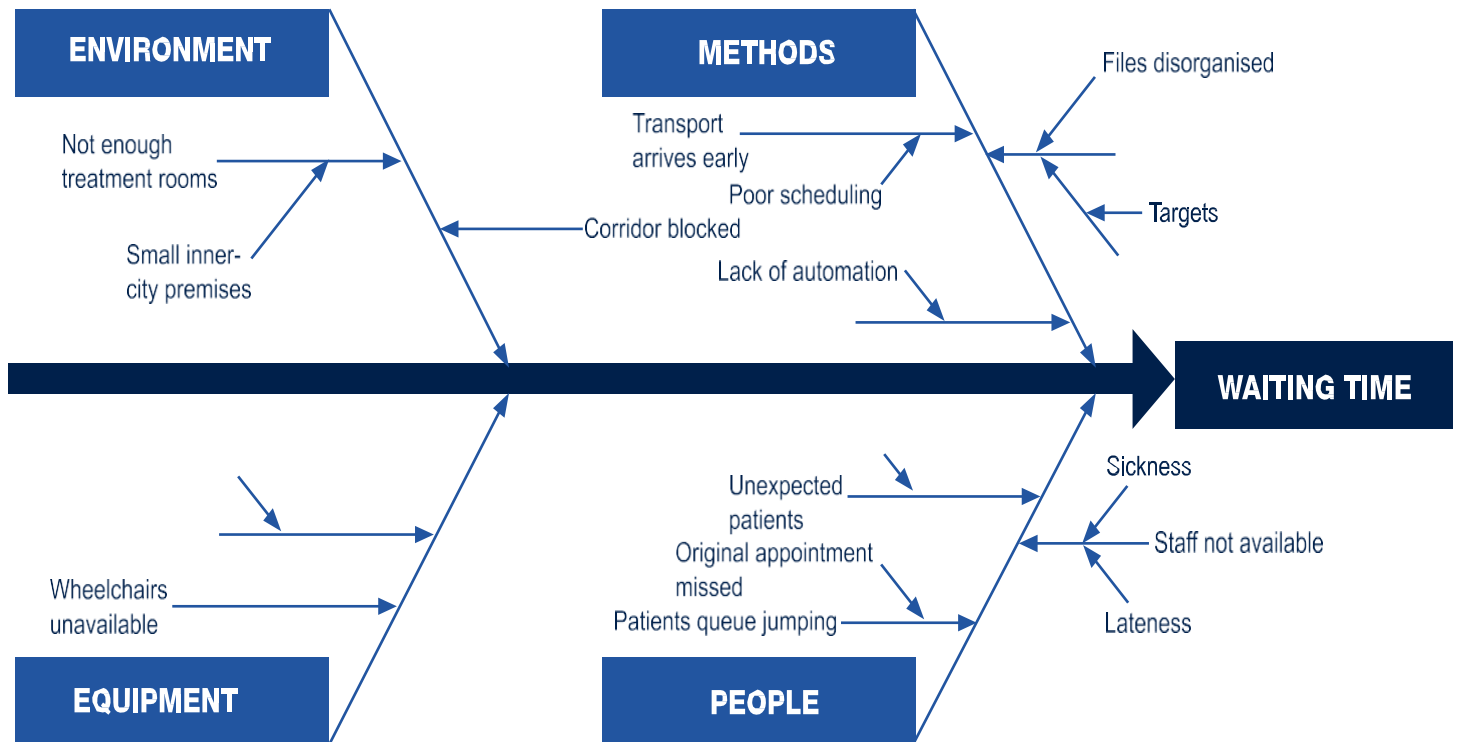 ENVIRONMENT
METHODS
Files disorganised
Transport
arrives early
Not enough
treatment rooms
Poor scheduling
Targets
Corridor blocked
Small inner-
city premises
Lack of automation
WAITING TIME
Sickness
Unexpected
patients
Staff not available
Original appointment
missed
Wheelchairs
unavailable
Patients queue jumping
Lateness
EQUIPMENT
PEOPLE